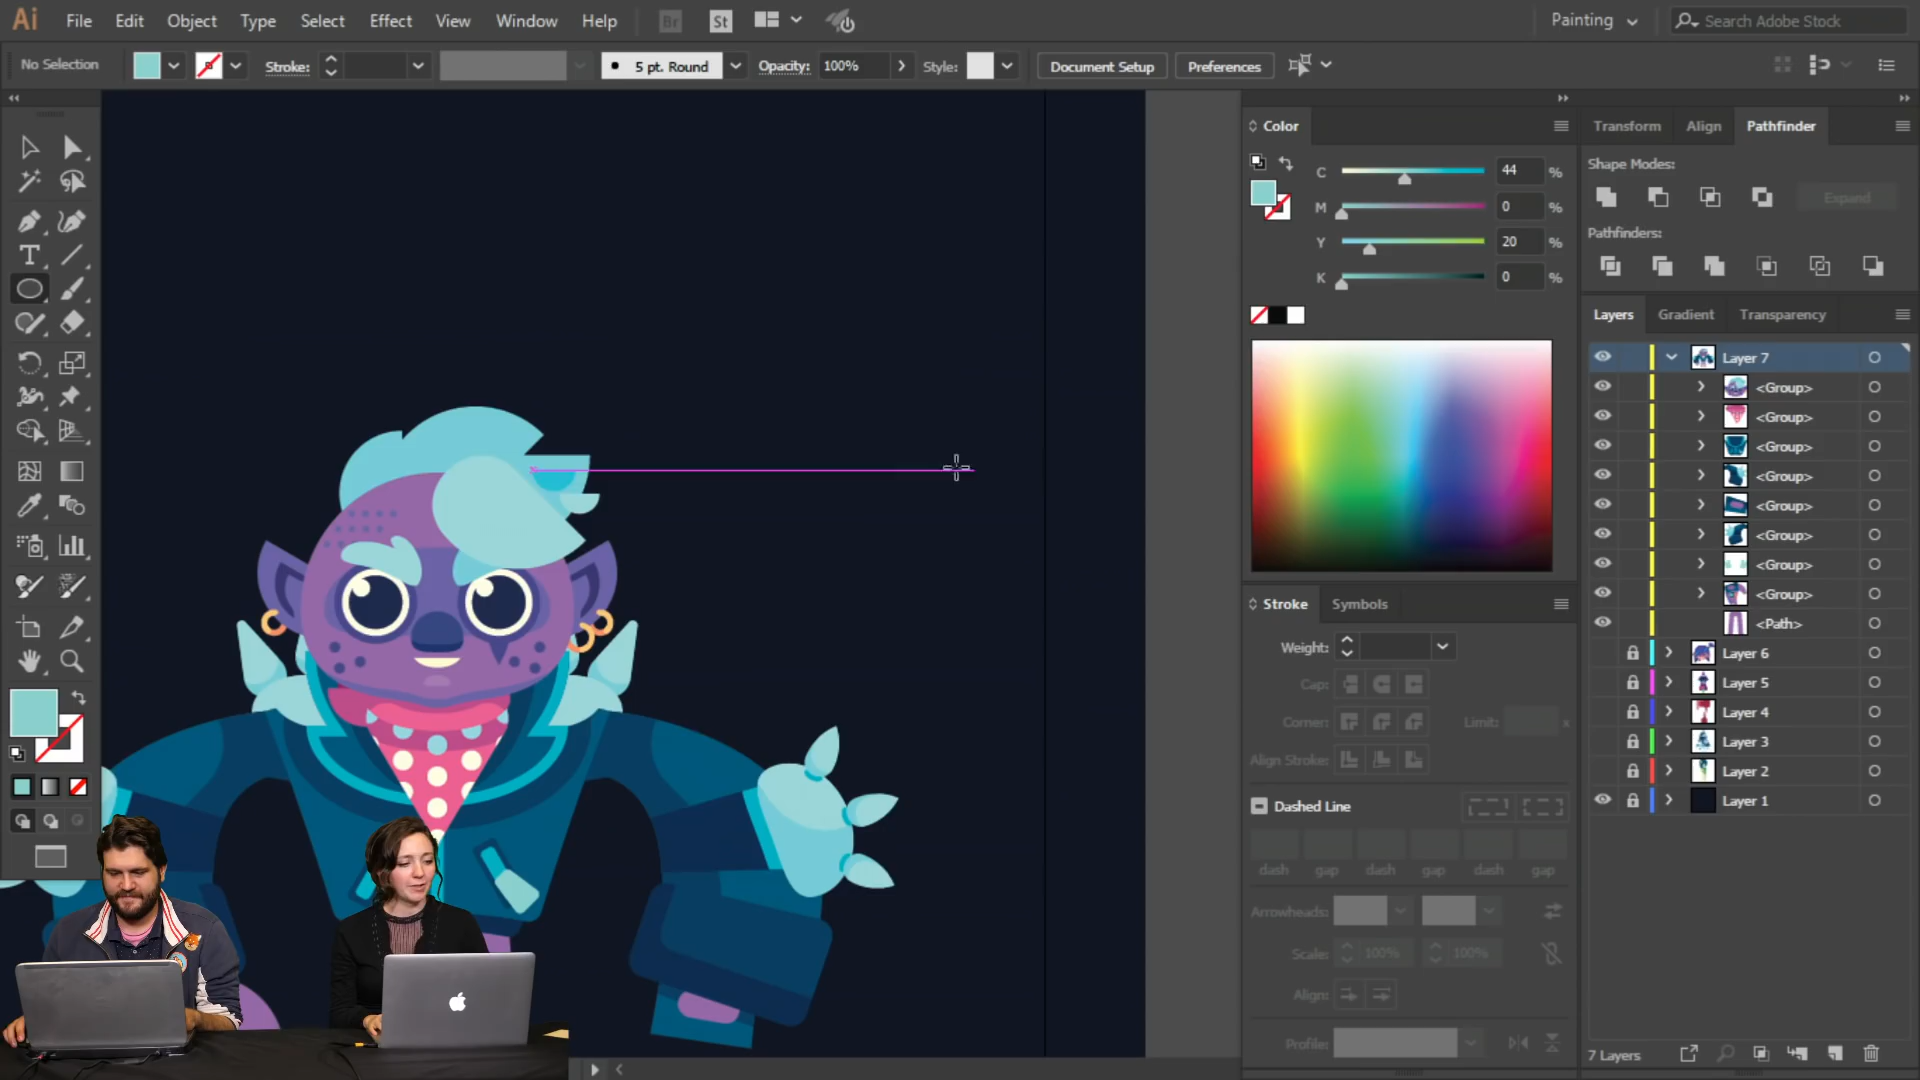 Ai File Edit Object Type Select Effect View Window Help Br St Painting Search Adobe Stock
No Selection Stroke: 5 pt. Round Opacity: 100% Style: Document Setup Preferences
Color
C 44 %
M 0 %
Y 20 %
K 0 %
Stroke Symbols
Weight:
Cap:
Corner: Limit: x
Align Stroke:
Dashed Line
dash gap dash gap dash gap
Arrowheads:
Scale: 100% 100%
Align:
Profile:
Transform Align Pathfinder
Shape Modes:
Expand
Pathfinders:
Layers Gradient Transparency
Layer 7
<Group>
<Group>
<Group>
<Group>
<Group>
<Group>
<Group>
<Group>
<Path>
Layer 6
Layer 5
Layer 4
Layer 3
Layer 2
Layer 1
7 Layers